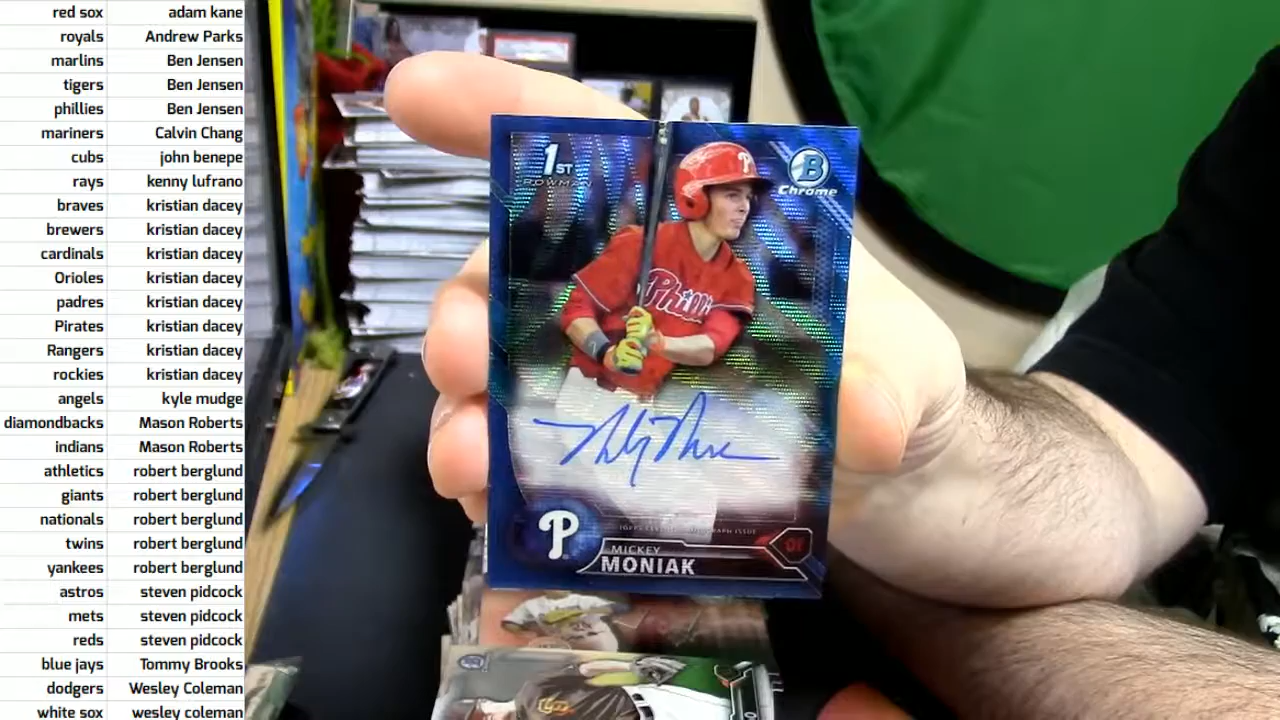 red sox adam kane
royals Andrew Parks
marlins Ben Jensen
tigers Ben Jensen
phillies Ben Jensen
mariners Calvin Chang
cubs john benepe
rays kenny lufrano
braves kristian dacey
brewers kristian dacey
cardinals kristian dacey
Orioles kristian dacey
padres kristian dacey
Pirates kristian dacey
Rangers kristian dacey
rockies kristian dacey
angels kyle mudge
diamondbacks Mason Roberts
indians Mason Roberts
athletics robert berglund
giants robert berglund
nationals robert berglund
twins robert berglund
yankees robert berglund
astros steven pidcock
mets steven pidcock
reds steven pidcock
blue jays Tommy Brooks
dodgers Wesley Coleman
white sox wesley coleman
1ST
BOWMAN
B
Chrome
P
Phillies
P
MICKEY
MONIAK
OF